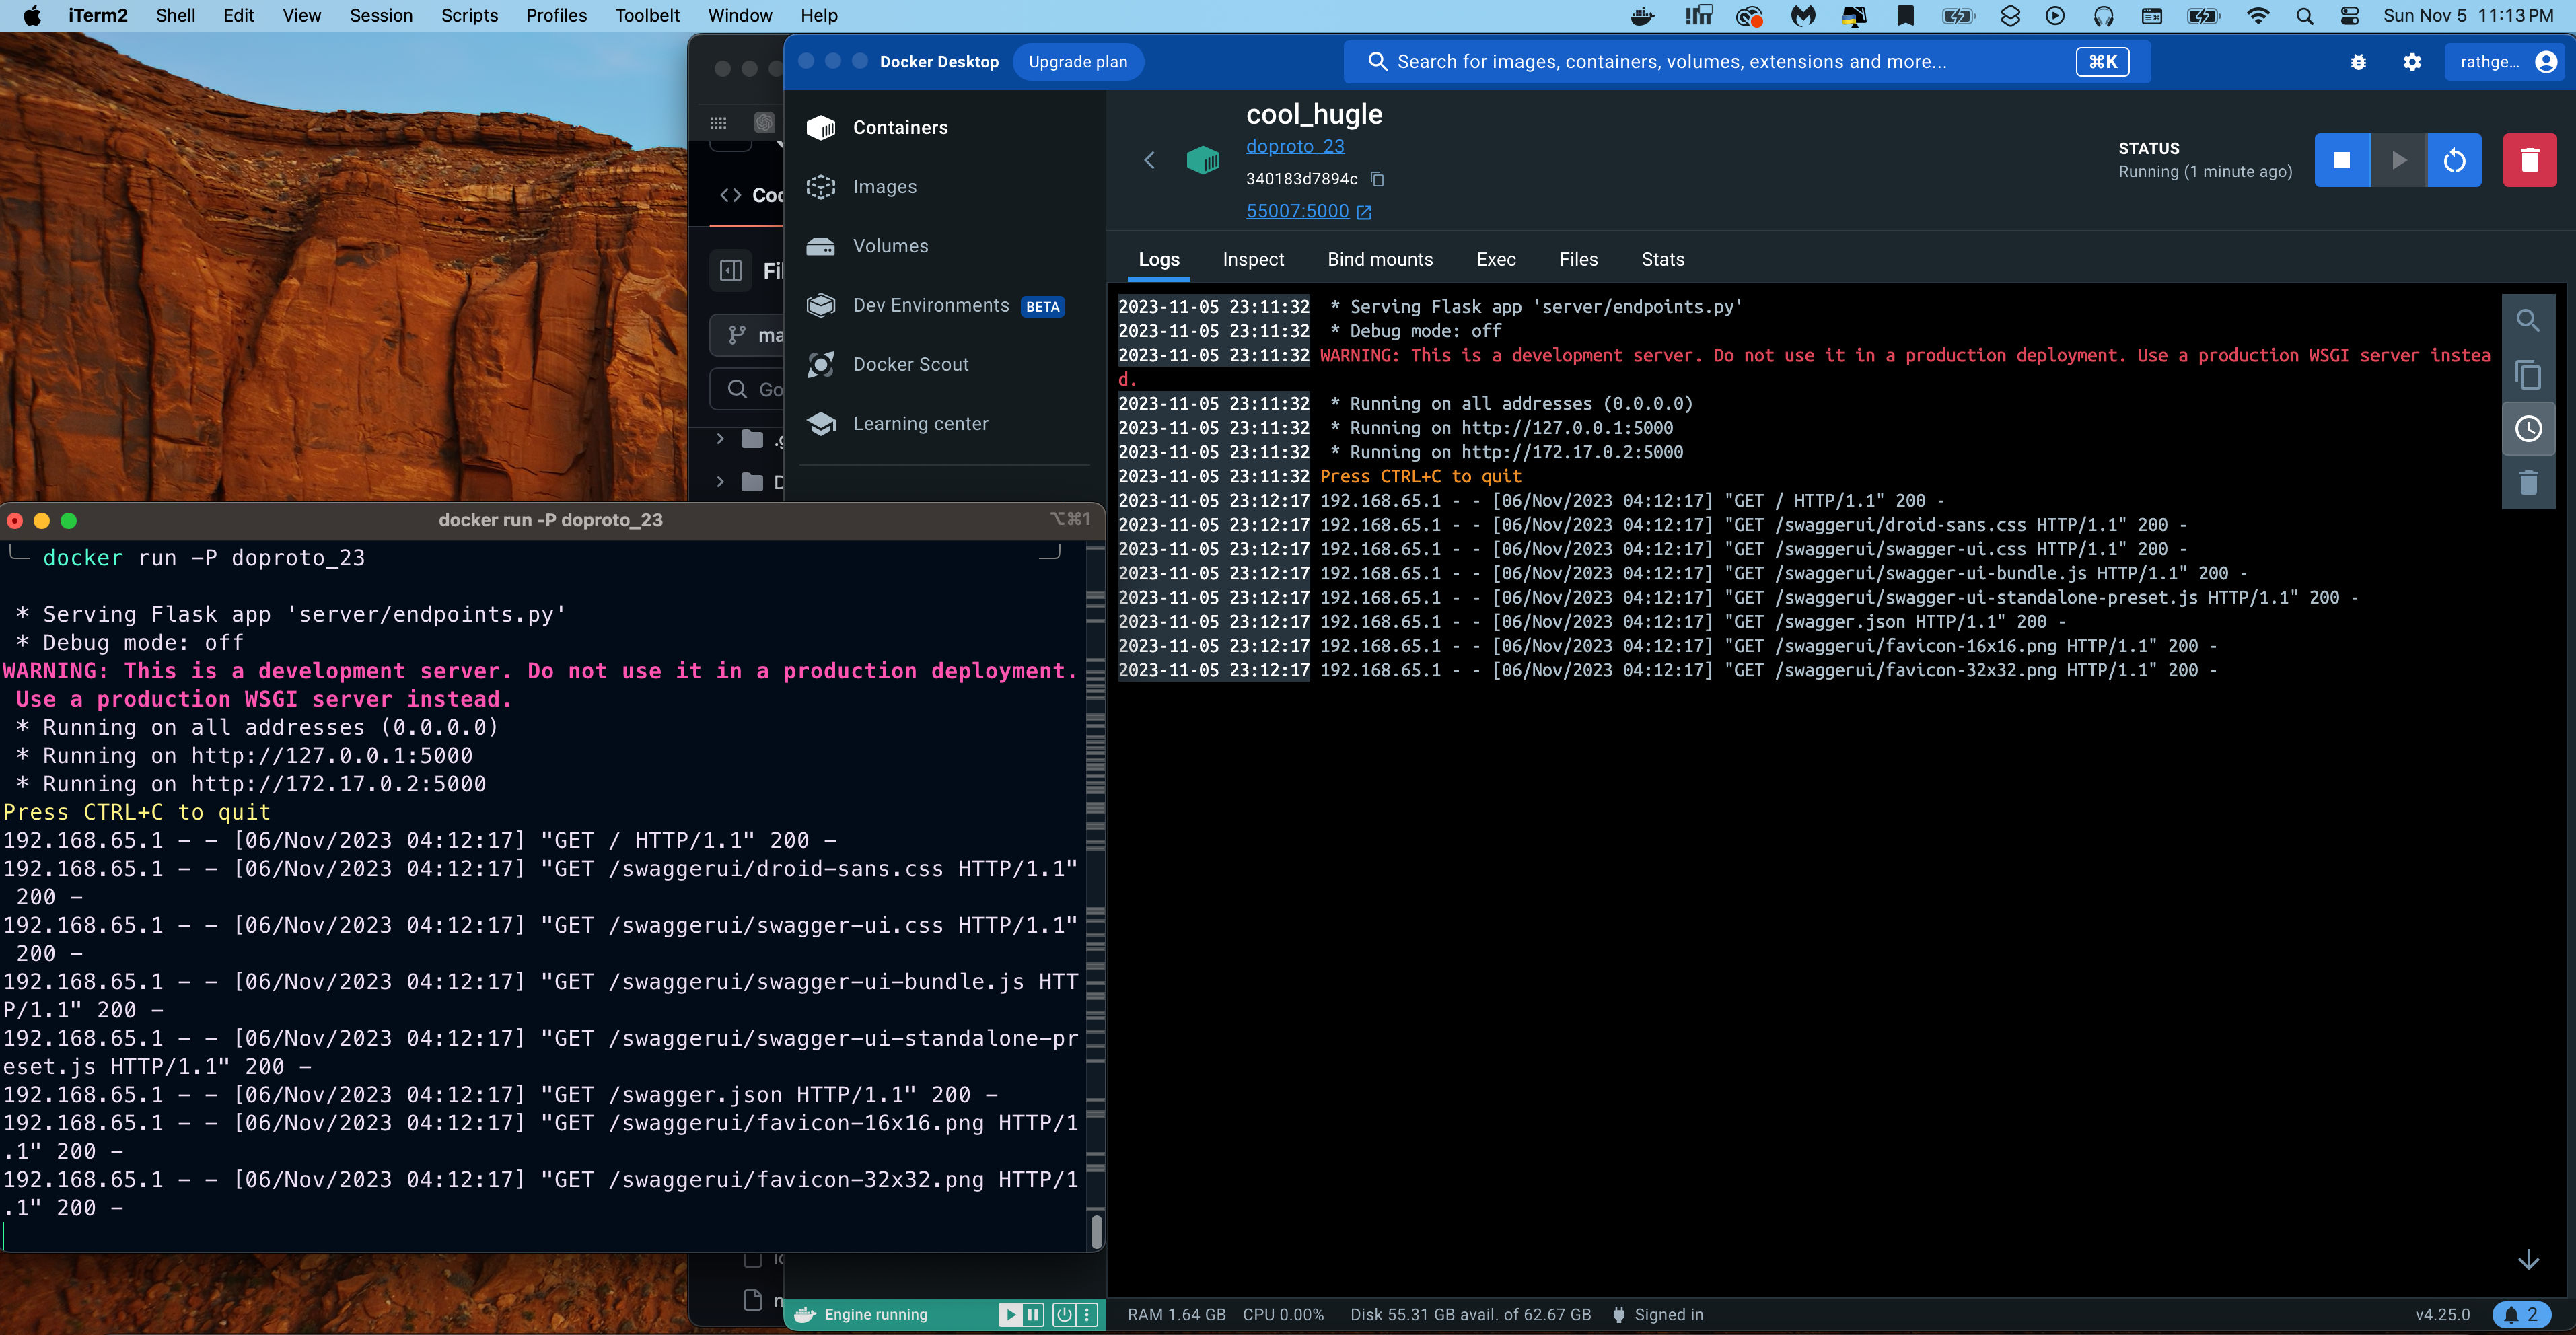 iTerm2 Shell Edit View Session Scripts Profiles Toolbelt Window Help Sun Nov 5 11:13 PM
Docker Desktop Upgrade plan Search for images, containers, volumes, extensions and more... ⌘K rathge...
Containers
Images
Volumes
Dev Environments BETA
Docker Scout
Learning center
Fi
ma
Go
cool_hugle
doproto_23
340183d7894c
55007:5000
STATUS
Running (1 minute ago)
Logs Inspect Bind mounts Exec Files Stats
2023-11-05 23:11:32 * Serving Flask app 'server/endpoints.py'
2023-11-05 23:11:32 * Debug mode: off
2023-11-05 23:11:32 WARNING: This is a development server. Do not use it in a production deployment. Use a production WSGI server instea
d.
2023-11-05 23:11:32 * Running on all addresses (0.0.0.0)
2023-11-05 23:11:32 * Running on http://127.0.0.1:5000
2023-11-05 23:11:32 * Running on http://172.17.0.2:5000
2023-11-05 23:11:32 Press CTRL+C to quit
2023-11-05 23:12:17 192.168.65.1 - - [06/Nov/2023 04:12:17] "GET / HTTP/1.1" 200 -
2023-11-05 23:12:17 192.168.65.1 - - [06/Nov/2023 04:12:17] "GET /swaggerui/droid-sans.css HTTP/1.1" 200 -
2023-11-05 23:12:17 192.168.65.1 - - [06/Nov/2023 04:12:17] "GET /swaggerui/swagger-ui.css HTTP/1.1" 200 -
2023-11-05 23:12:17 192.168.65.1 - - [06/Nov/2023 04:12:17] "GET /swaggerui/swagger-ui-bundle.js HTTP/1.1" 200 -
2023-11-05 23:12:17 192.168.65.1 - - [06/Nov/2023 04:12:17] "GET /swaggerui/swagger-ui-standalone-preset.js HTTP/1.1" 200 -
2023-11-05 23:12:17 192.168.65.1 - - [06/Nov/2023 04:12:17] "GET /swagger.json HTTP/1.1" 200 -
2023-11-05 23:12:17 192.168.65.1 - - [06/Nov/2023 04:12:17] "GET /swaggerui/favicon-16x16.png HTTP/1.1" 200 -
2023-11-05 23:12:17 192.168.65.1 - - [06/Nov/2023 04:12:17] "GET /swaggerui/favicon-32x32.png HTTP/1.1" 200 -
docker run -P doproto_23 ⌥⌘1
docker run -P doproto_23
* Serving Flask app 'server/endpoints.py'
* Debug mode: off
WARNING: This is a development server. Do not use it in a production deployment.
Use a production WSGI server instead.
* Running on all addresses (0.0.0.0)
* Running on http://127.0.0.1:5000
* Running on http://172.17.0.2:5000
Press CTRL+C to quit
192.168.65.1 - - [06/Nov/2023 04:12:17] "GET / HTTP/1.1" 200 -
192.168.65.1 - - [06/Nov/2023 04:12:17] "GET /swaggerui/droid-sans.css HTTP/1.1"
200 -
192.168.65.1 - - [06/Nov/2023 04:12:17] "GET /swaggerui/swagger-ui.css HTTP/1.1"
200 -
192.168.65.1 - - [06/Nov/2023 04:12:17] "GET /swaggerui/swagger-ui-bundle.js HTT
P/1.1" 200 -
192.168.65.1 - - [06/Nov/2023 04:12:17] "GET /swaggerui/swagger-ui-standalone-pr
eset.js HTTP/1.1" 200 -
192.168.65.1 - - [06/Nov/2023 04:12:17] "GET /swagger.json HTTP/1.1" 200 -
192.168.65.1 - - [06/Nov/2023 04:12:17] "GET /swaggerui/favicon-16x16.png HTTP/1
.1" 200 -
192.168.65.1 - - [06/Nov/2023 04:12:17] "GET /swaggerui/favicon-32x32.png HTTP/1
.1" 200 -
Engine running RAM 1.64 GB CPU 0.00% Disk 55.31 GB avail. of 62.67 GB Signed in v4.25.0 2